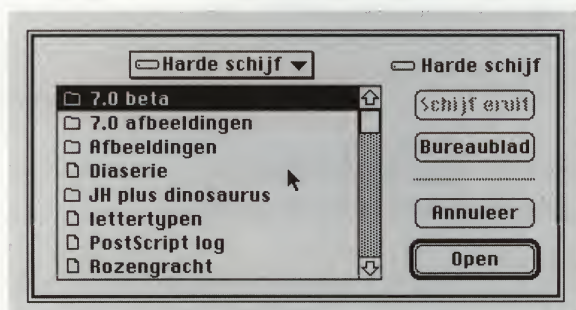 Harde schijf
Harde schijf
7.0 beta
7.0 afbeeldingen
Afbeeldingen
Diaserie
JH plus dinosaurus
lettertypen
PostScript log
Rozengracht
Schijf eruit
Bureaublad
Annuleer
Open